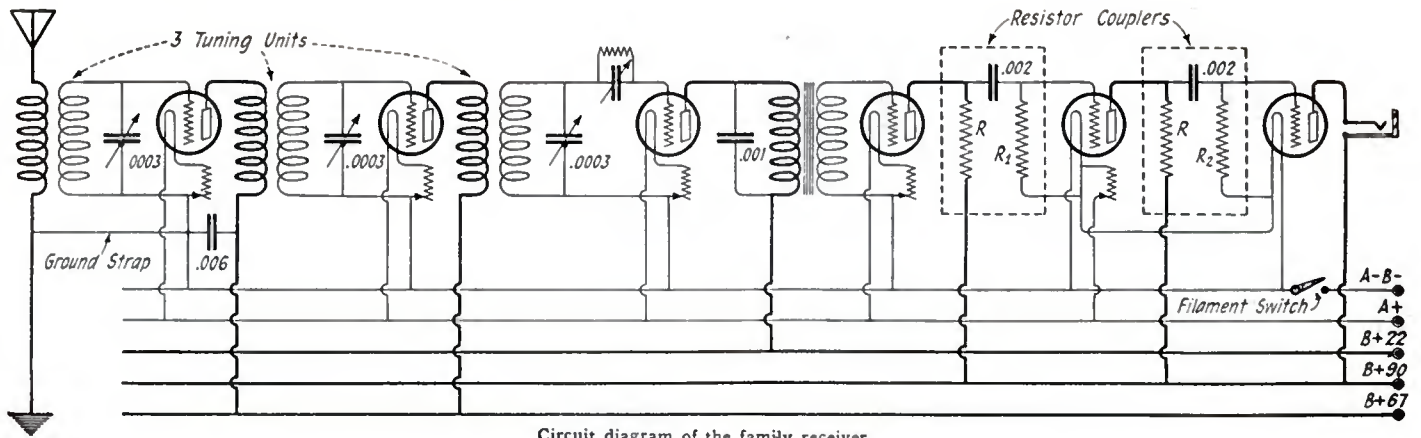 3 Tuning Units
Resistor Couplers
.0003
.0003
.0003
.001
.002
.002
R
R₁
R
R₂
Ground Strap
.006
Filament Switch
A-B-
A+
B+22
B+90
B+67
Circuit diagram of the family receiver